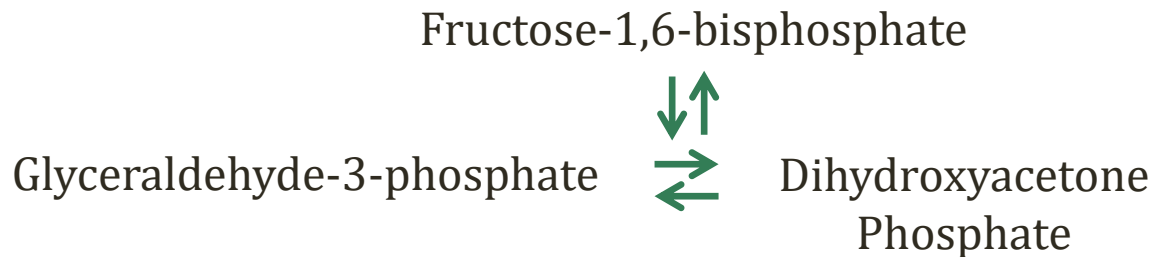 Fructose-1,6-bisphosphate
Glyceraldehyde-3-phosphate
Dihydroxyacetone
Phosphate